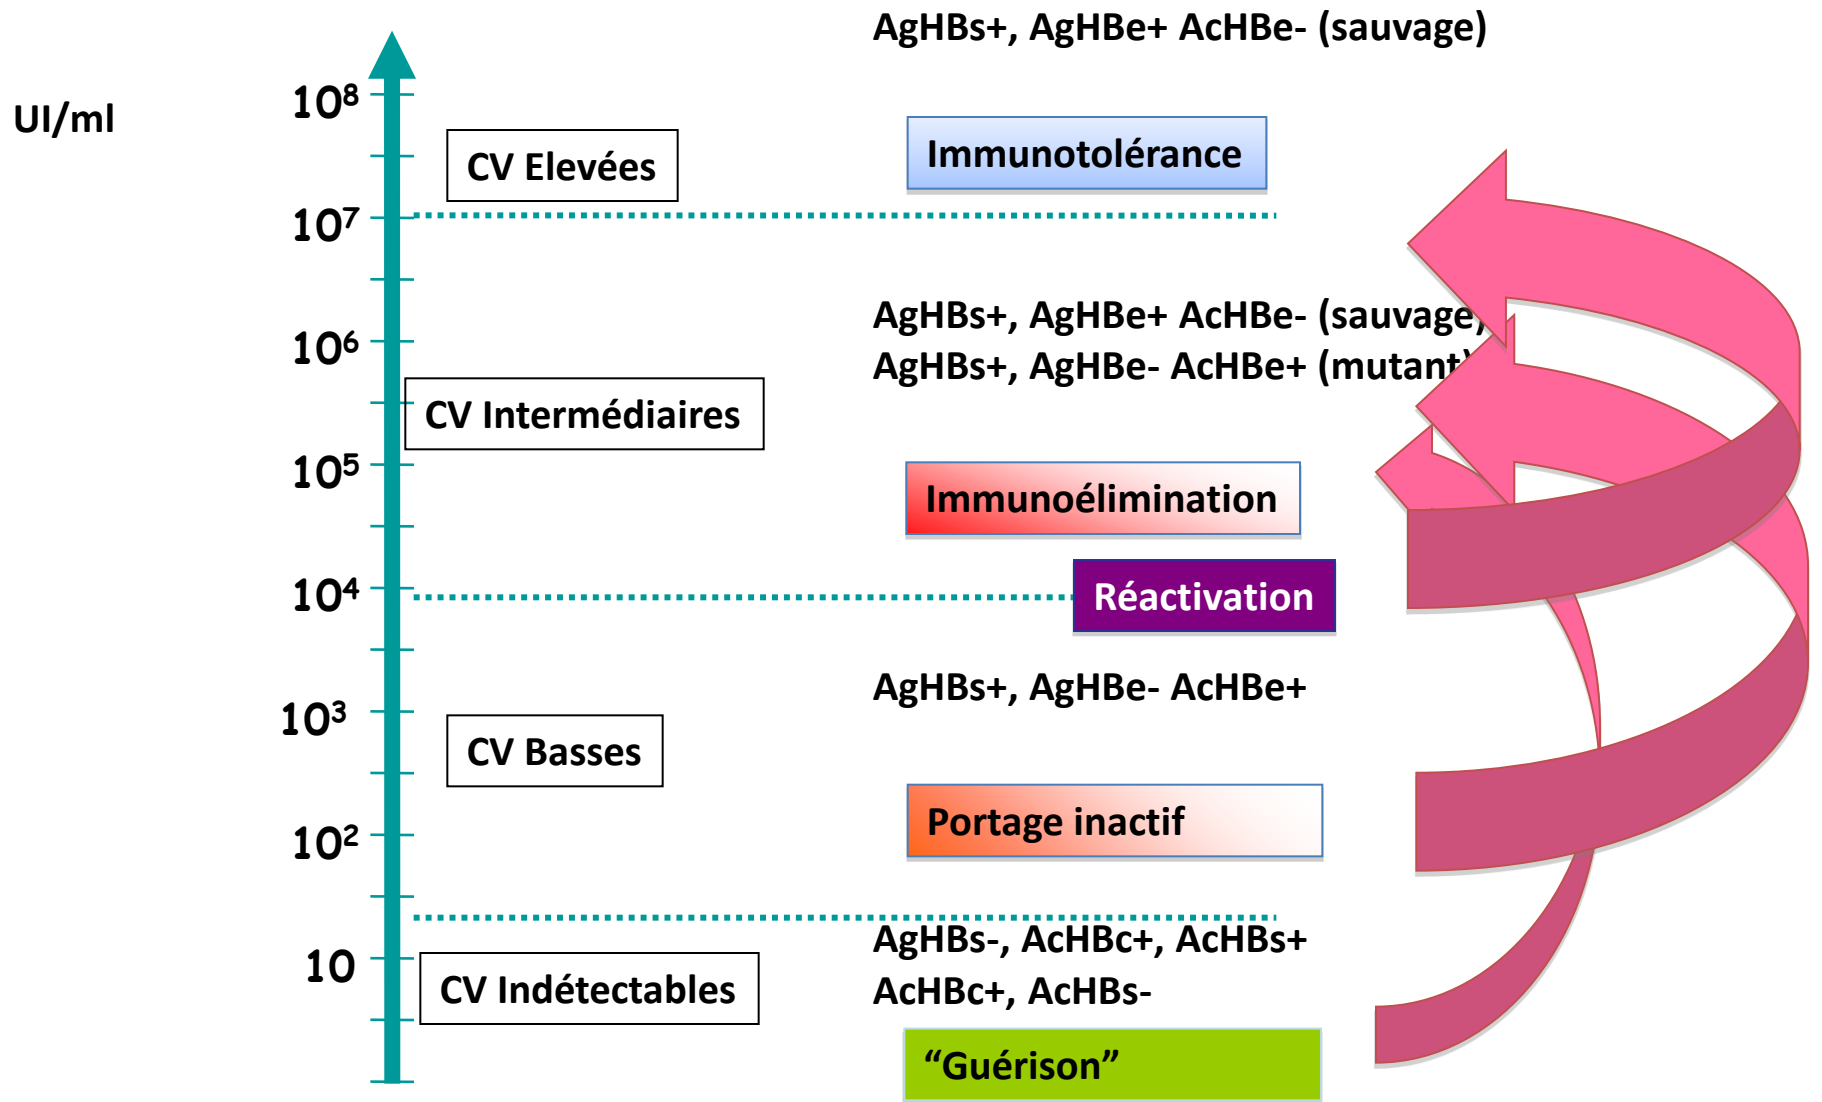 AgHBs+, AgHBe+ AcHBe- (sauvage)
UI/ml
10⁸
CV Elevées
Immunotolérance
10⁷
AgHBs+, AgHBe+ AcHBe- (sauvage)
10⁶
AgHBs+, AgHBe- AcHBe+ (mutant)
CV Intermédiaires
10⁵
Immunoélimination
10⁴
Réactivation
AgHBs+, AgHBe- AcHBe+
10³
CV Basses
Portage inactif
10²
AgHBs-, AcHBc+, AcHBs+
10
CV Indétectables
AcHBc+, AcHBs-
“Guérison”